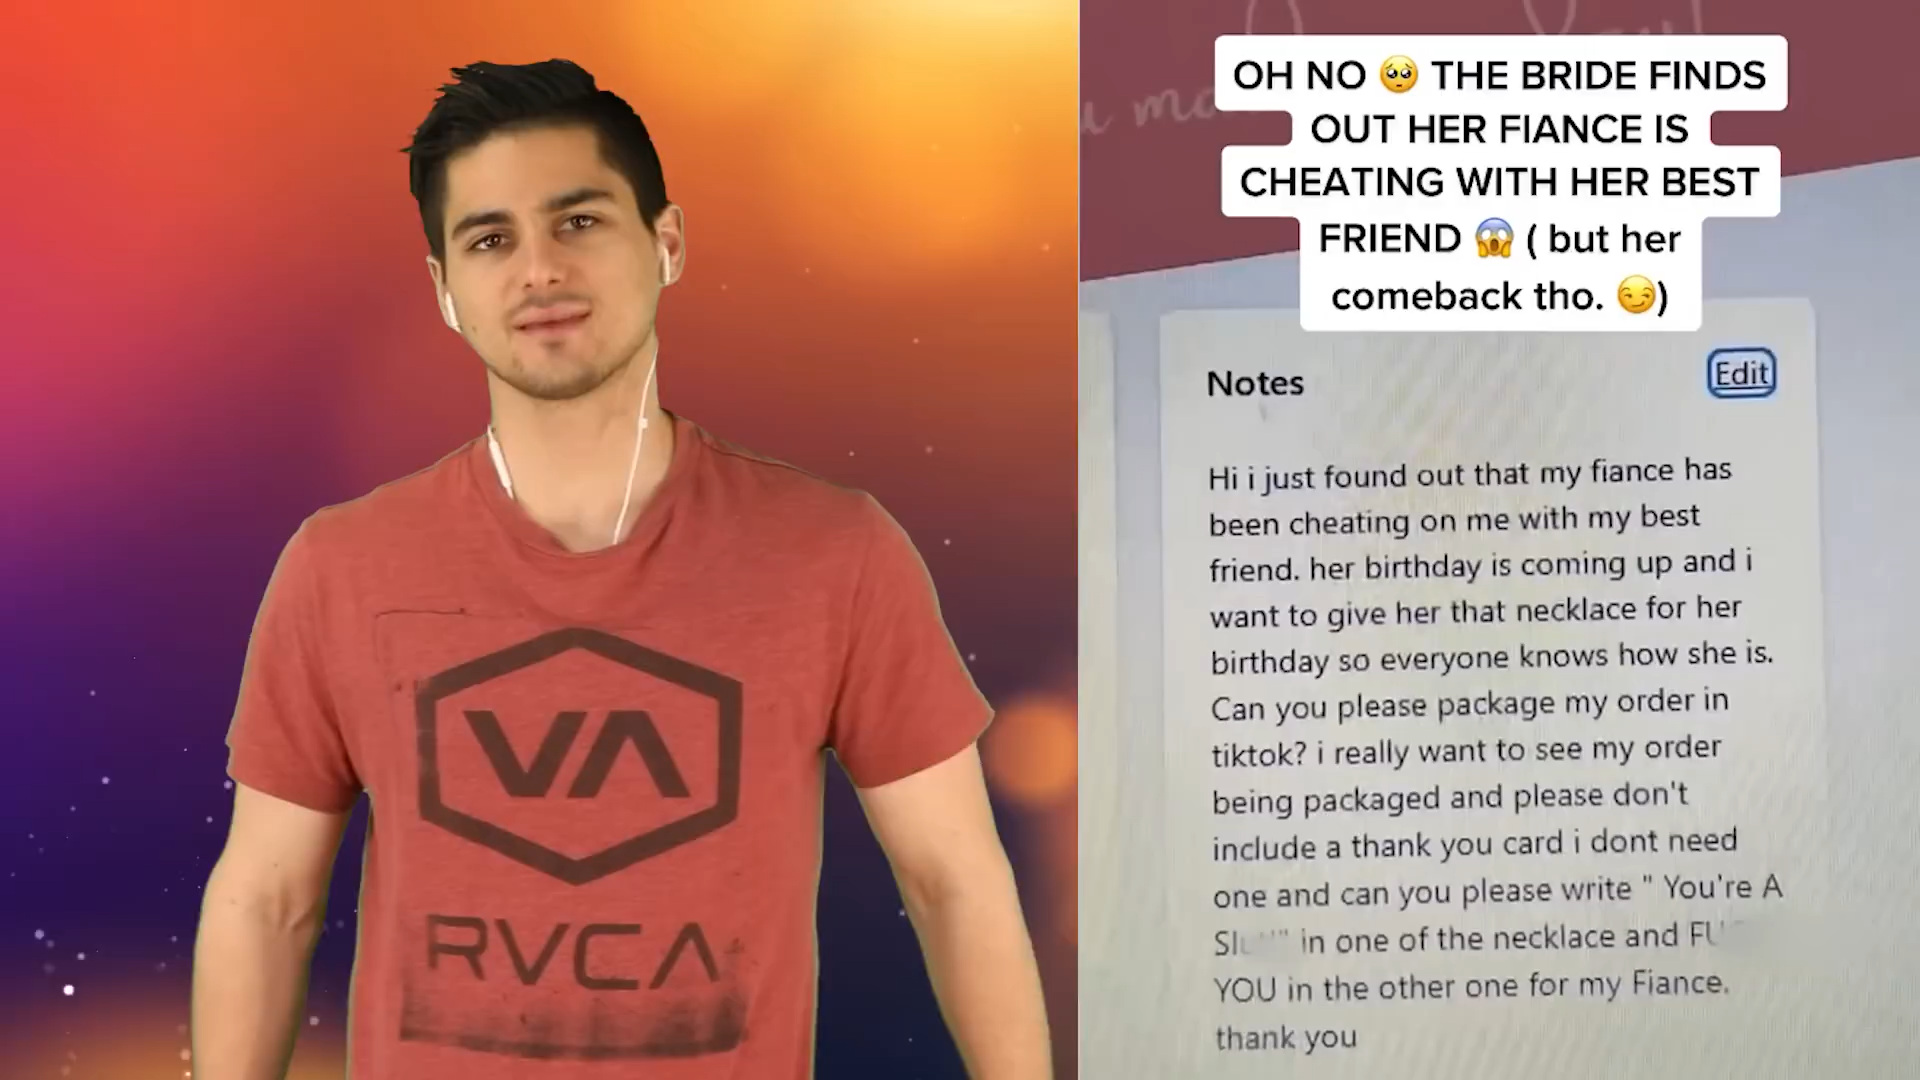 VA
RVCA
OH NO 🥺 THE BRIDE FINDS
OUT HER FIANCE IS
CHEATING WITH HER BEST
FRIEND 😱 ( but her
comeback tho. 😏)
Notes
Edit
Hi i just found out that my fiance has
been cheating on me with my best
friend. her birthday is coming up and i
want to give her that necklace for her
birthday so everyone knows how she is.
Can you please package my order in
tiktok? i really want to see my order
being packaged and please don't
include a thank you card i dont need
one and can you please write " You're A
in one of the necklace and
YOU in the other one for my Fiance.
thank you